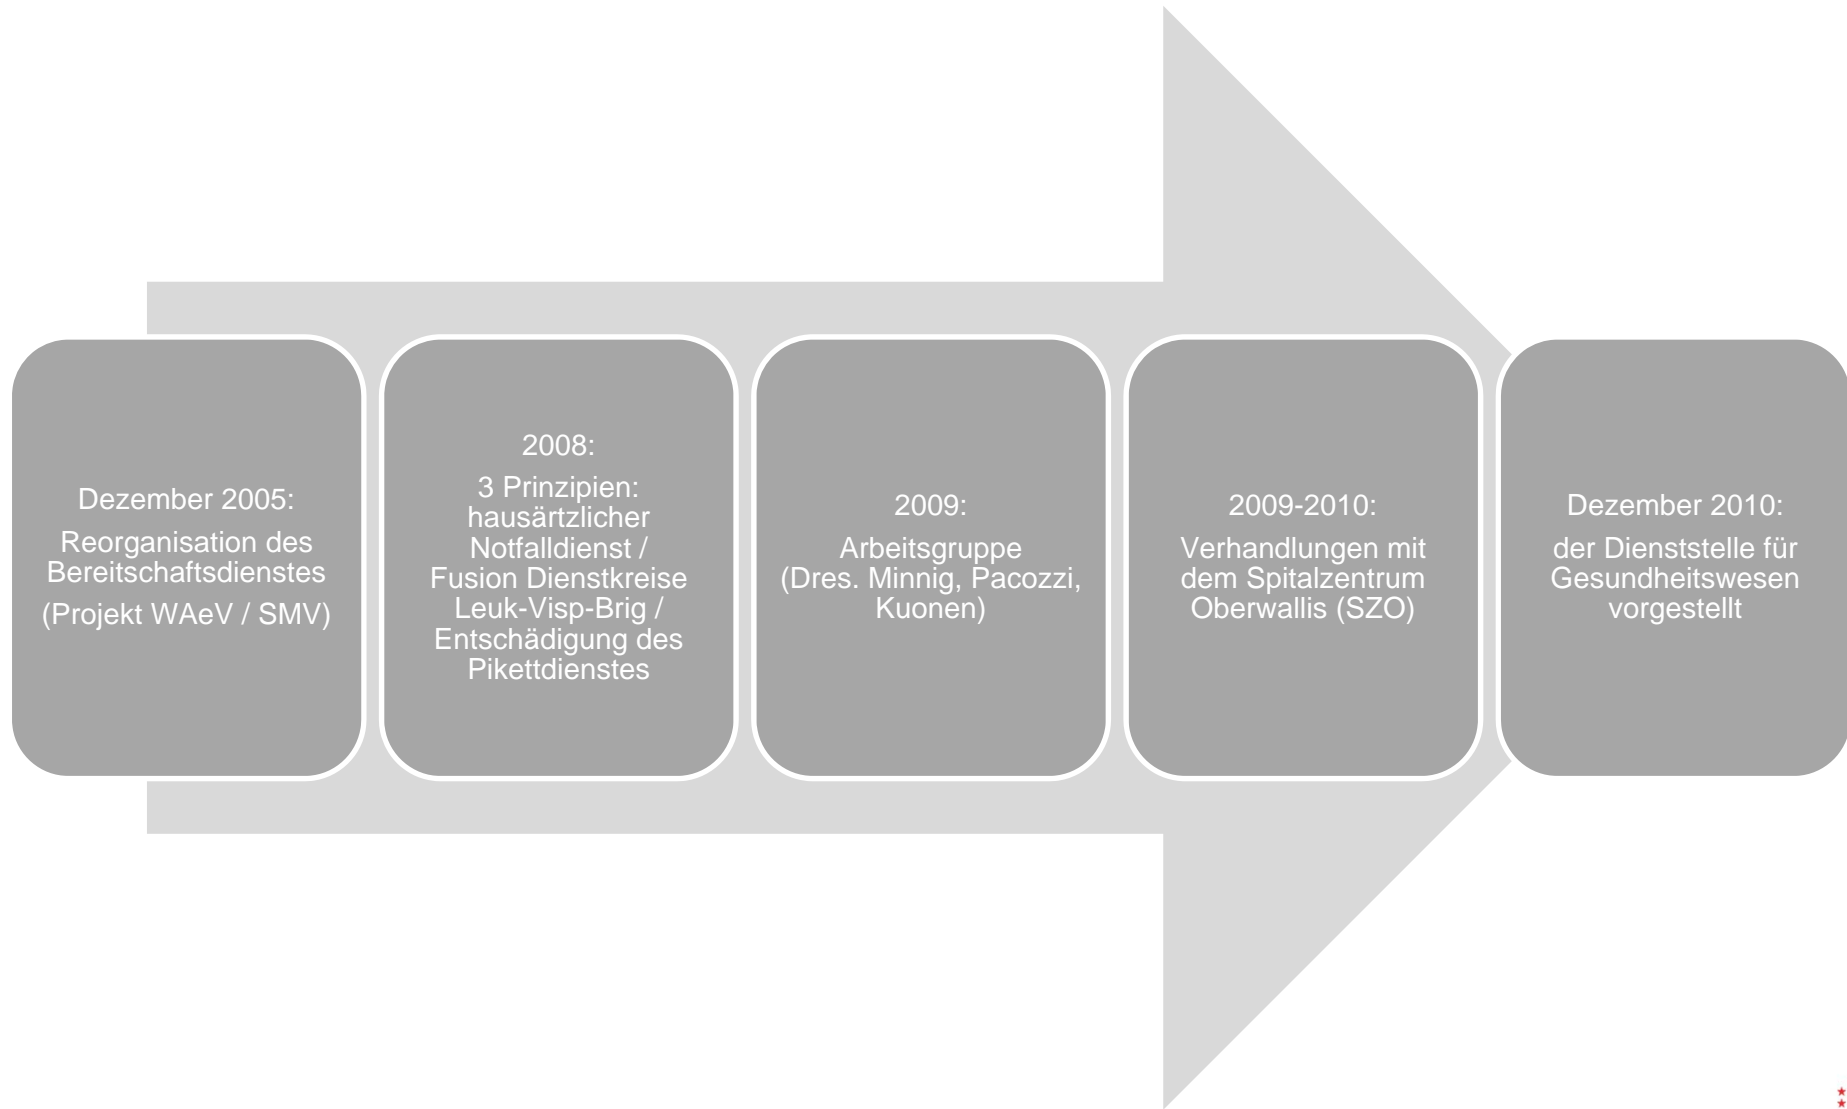 Dezember 2005:
Reorganisation des
Bereitschaftsdienstes
(Projekt WAeV / SMV)
2008:
3 Prinzipien:
hausärtzlicher
Notfalldienst /
Fusion Dienstkreise
Leuk-Visp-Brig /
Entschädigung des
Pikettdienstes
2009:
Arbeitsgruppe
(Dres. Minnig, Pacozzi,
Kuonen)
2009-2010:
Verhandlungen mit
dem Spitalzentrum
Oberwallis (SZO)
Dezember 2010:
der Dienststelle für
Gesundheitswesen
vorgestellt